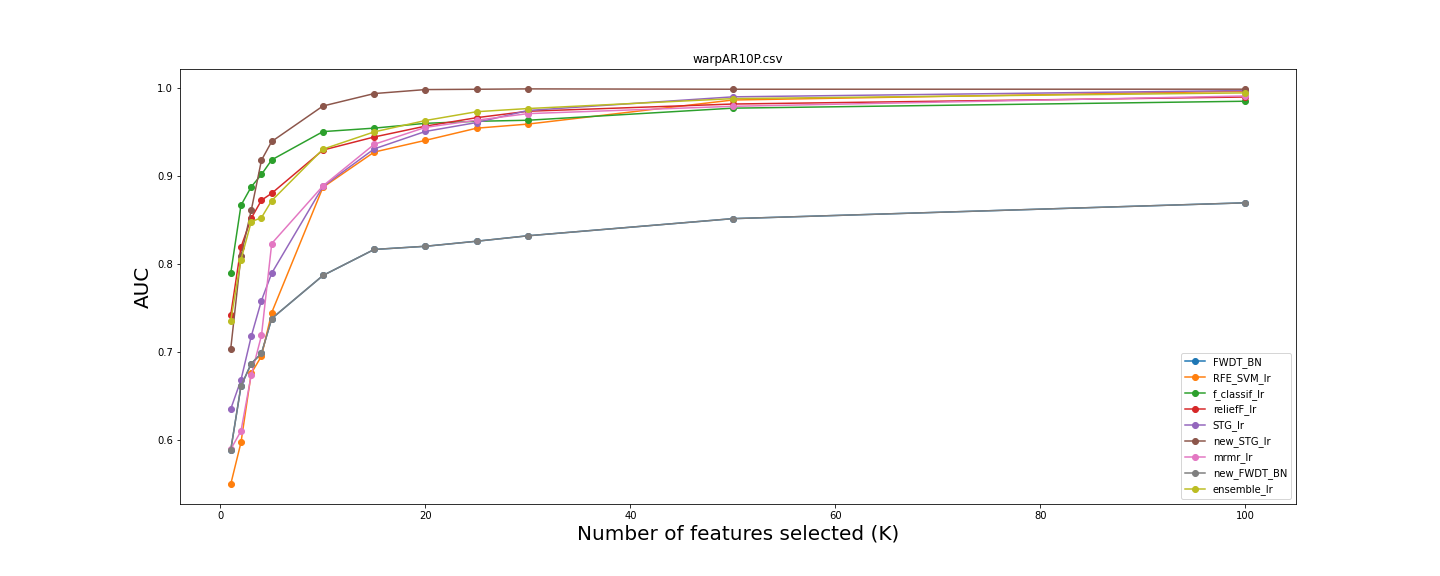 warpAR10P.csv
1.0
0.9
0.8
0.7
0.6
AUC
0
20
40
60
80
100
Number of features selected (K)
FWDT_BN
RFE_SVM_lr
f_classif_lr
reliefF_lr
STG_lr
new_STG_lr
mrmr_lr
new_FWDT_BN
ensemble_lr